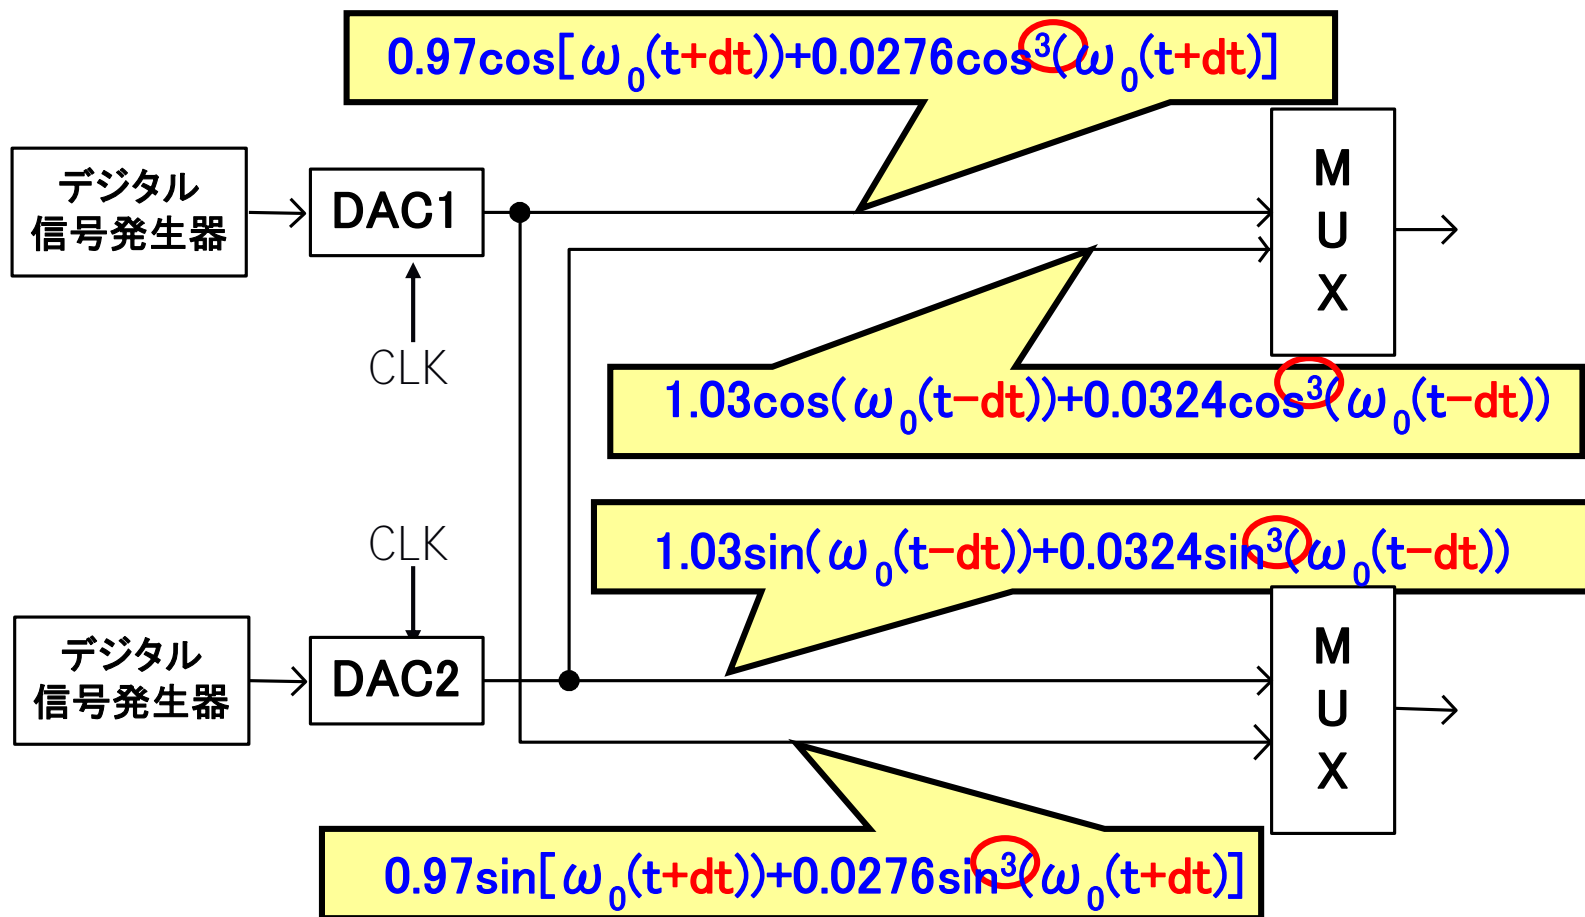 0.97cos[ω₀(t+dt))+0.0276cos³(ω₀(t+dt)]
デジタル
信号発生器
DAC1
M
U
X
CLK
1.03cos(ω₀(t-dt))+0.0324cos³(ω₀(t-dt))
CLK
1.03sin(ω₀(t-dt))+0.0324sin³(ω₀(t-dt))
デジタル
信号発生器
DAC2
M
U
X
0.97sin[ω₀(t+dt))+0.0276sin³(ω₀(t+dt)]